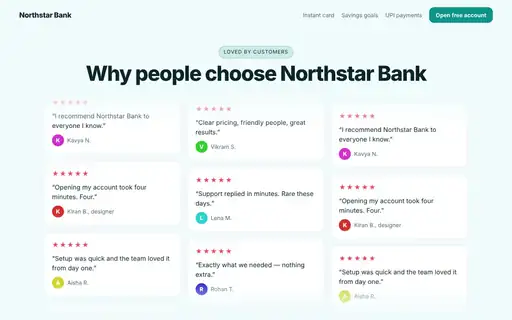 Northstar Bank
Instant card
Savings goals
UPI payments
Open free account
LOVED BY CUSTOMERS
Why people choose Northstar Bank
★★★★★
"I recommend Northstar Bank to
everyone I know."
K
Kavya N.
★★★★★
"Opening my account took four
minutes. Four."
K
Kiran B., designer
★★★★★
"Setup was quick and the team loved it
from day one."
A
Aisha R.
★★★★★
"Clear pricing, friendly people, great
results."
V
Vikram S.
★★★★★
"Support replied in minutes. Rare these
days."
L
Lena M.
★★★★★
"Exactly what we needed — nothing
extra."
R
Rohan T.
★★★★★
"I recommend Northstar Bank to
everyone I know."
K
Kavya N.
★★★★★
"Opening my account took four
minutes. Four."
K
Kiran B., designer
★★★★★
"Setup was quick and the team loved it
from day one."
A
Aisha R.